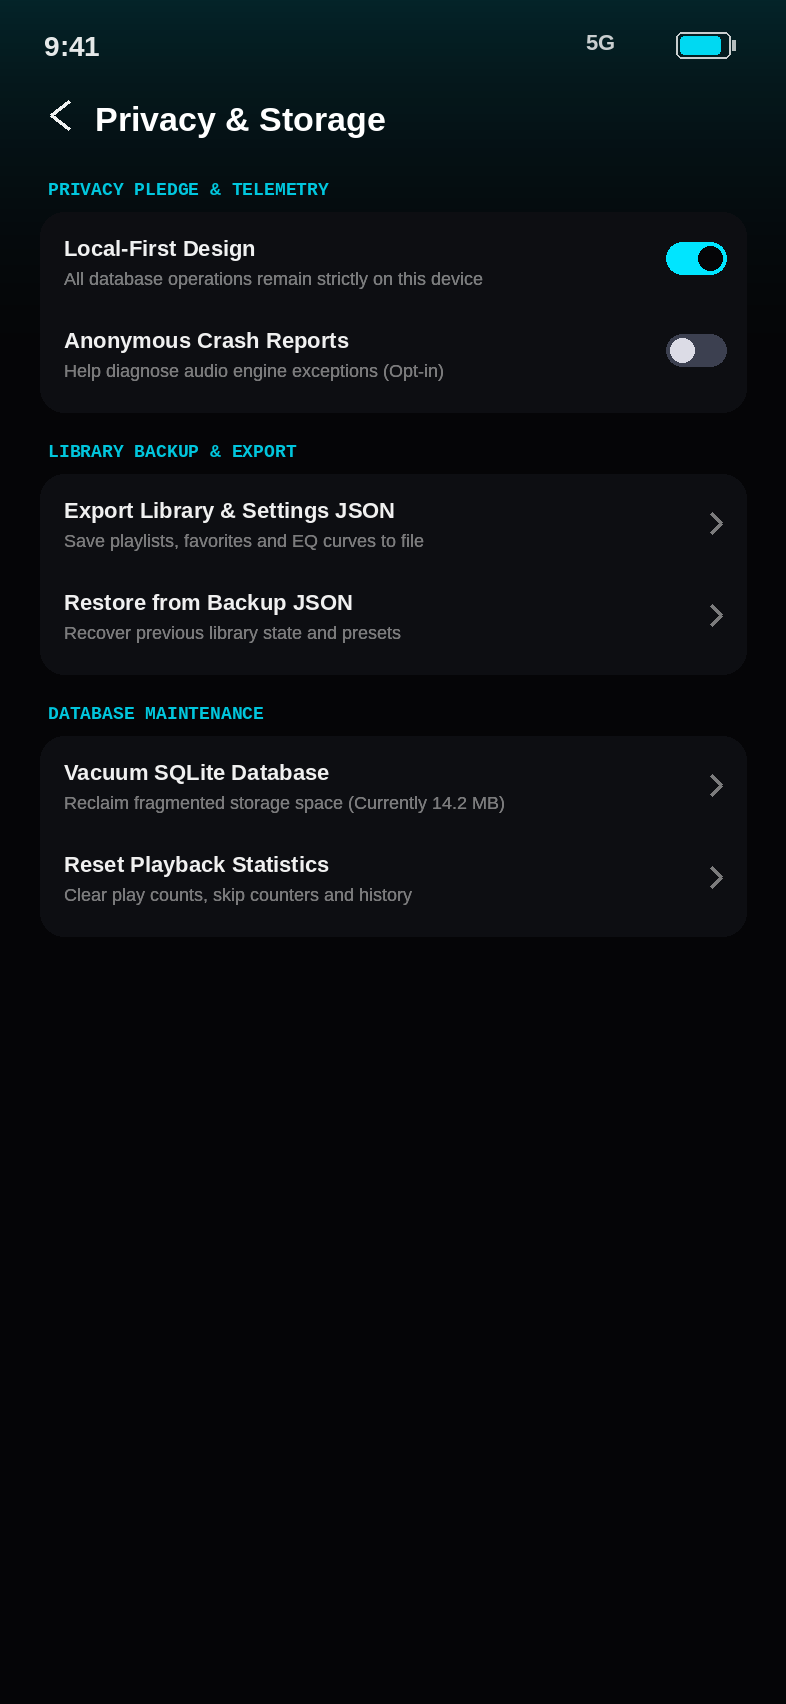 9:41
5G
Privacy & Storage
PRIVACY PLEDGE & TELEMETRY
Local-First Design
All database operations remain strictly on this device
Anonymous Crash Reports
Help diagnose audio engine exceptions (Opt-in)
LIBRARY BACKUP & EXPORT
Export Library & Settings JSON
Save playlists, favorites and EQ curves to file
Restore from Backup JSON
Recover previous library state and presets
DATABASE MAINTENANCE
Vacuum SQLite Database
Reclaim fragmented storage space (Currently 14.2 MB)
Reset Playback Statistics
Clear play counts, skip counters and history